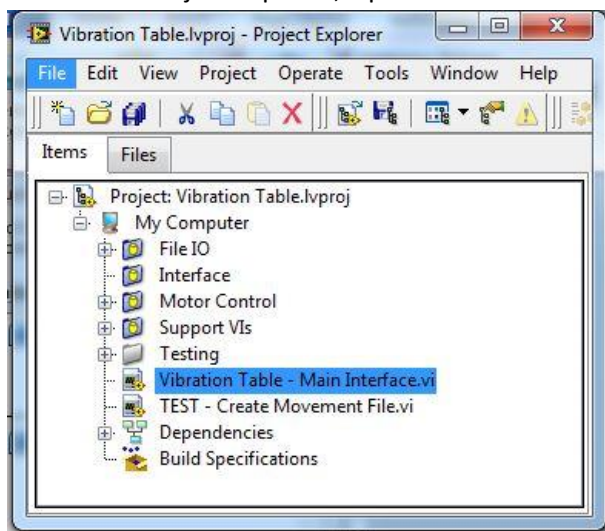 Vibration Table.lvproj - Project Explorer
File Edit View Project Operate Tools Window Help
Items Files
Project: Vibration Table.lvproj
My Computer
File IO
Interface
Motor Control
Support VIs
Testing
Vibration Table - Main Interface.vi
TEST - Create Movement File.vi
Dependencies
Build Specifications